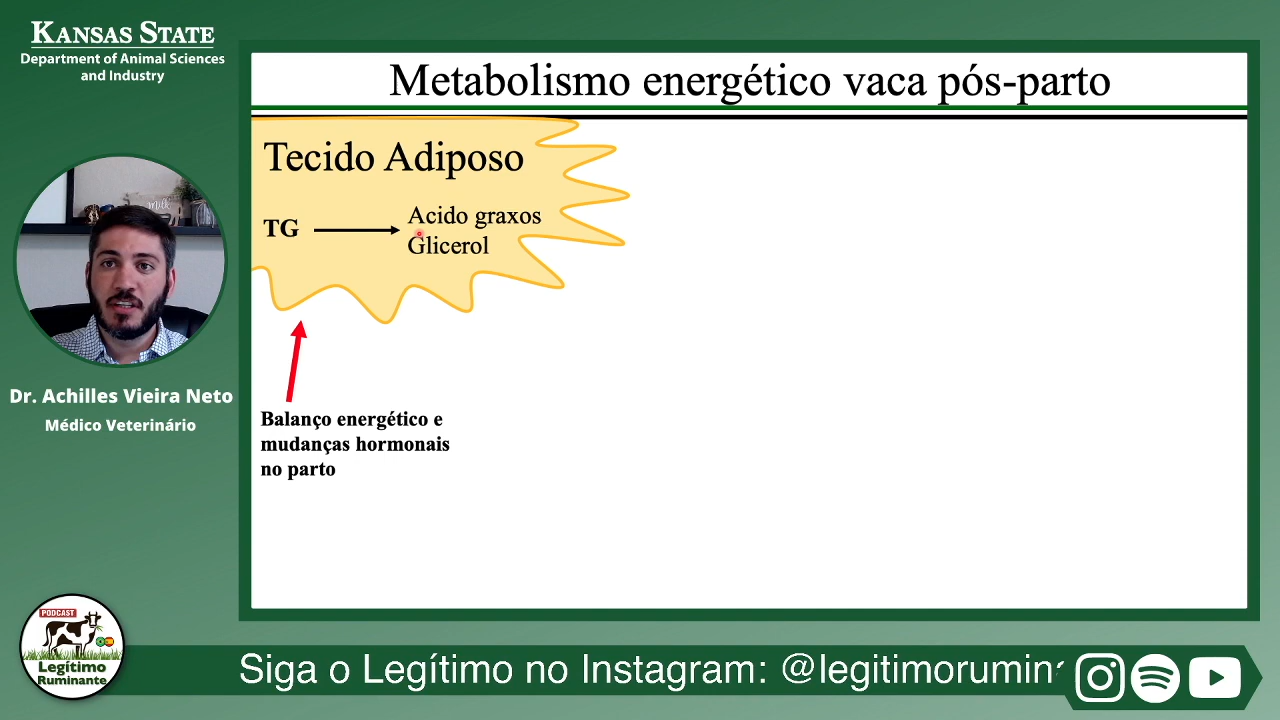 KANSAS STATE
Department of Animal Sciences
and Industry
Metabolismo energético vaca pós-parto
Tecido Adiposo
TG
Acido graxos
Glicerol
milk
Balanço energético e
mudanças hormonais
no parto
Dr. Achilles Vieira Neto
Médico Veterinário
PODCAST
Legítimo
Ruminante
Siga o Legítimo no Instagram: @legitimorumin